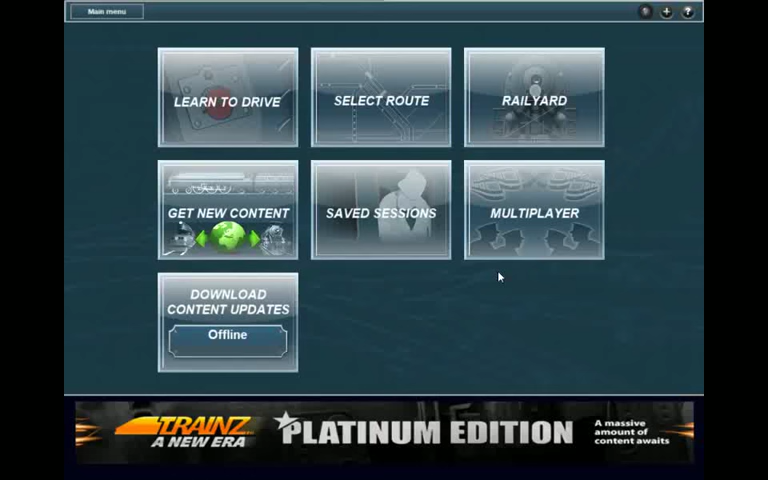 Main menu
?
LEARN TO DRIVE
SELECT ROUTE
RAILYARD
GET NEW CONTENT
SAVED SESSIONS
MULTIPLAYER
DOWNLOAD
CONTENT UPDATES
Offline
TRAINZ
A NEW ERA
PLATINUM EDITION
A massive
amount of
content awaits